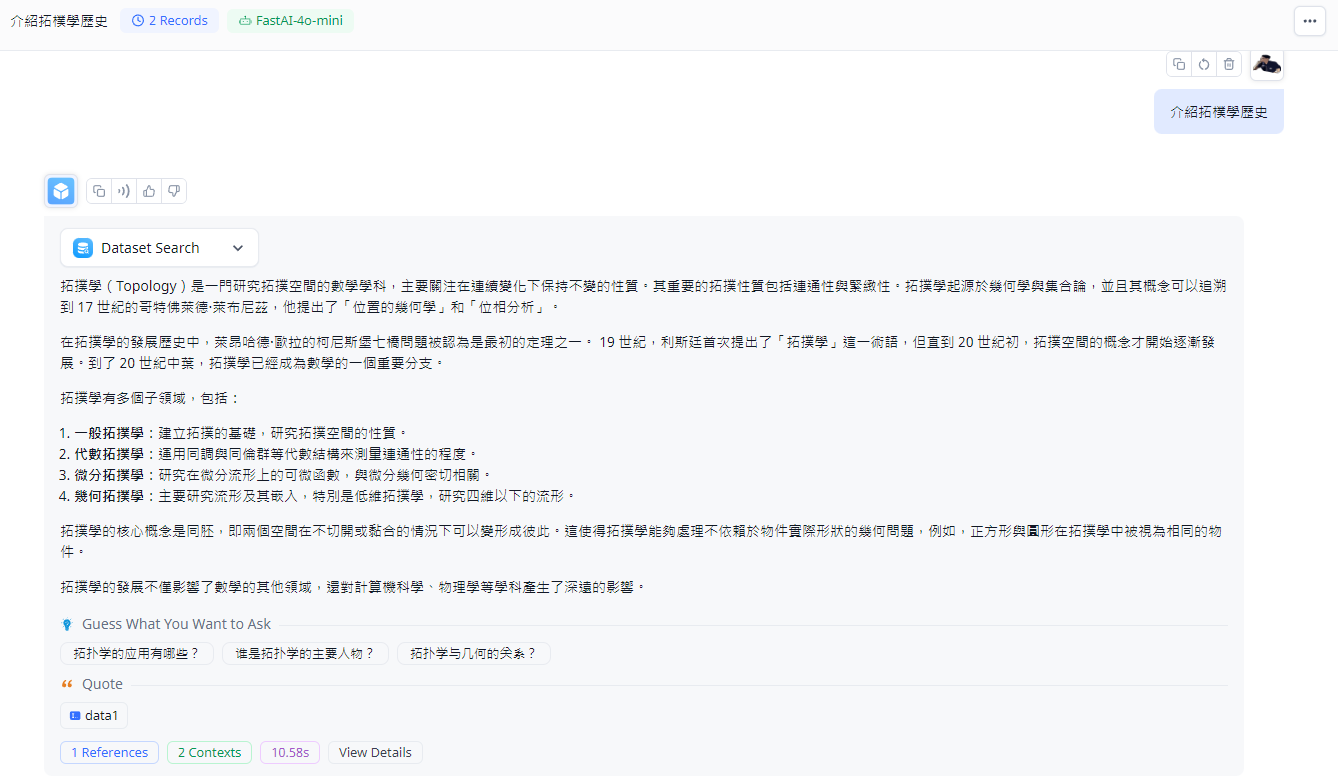 介紹拓樸學歷史 2 Records FastAI-4o-mini
介紹拓樸學歷史
Dataset Search
拓撲學（Topology）是一門研究拓撲空間的數學學科，主要關注在連續變化下保持不變的性質。其重要的拓撲性質包括連通性與緊緻性。拓撲學起源於幾何學與集合論，並且其概念可以追溯
到 17 世紀的哥特佛萊德·萊布尼茲，他提出了「位置的幾何學」和「位相分析」。
在拓撲學的發展歷史中，萊昂哈德·歐拉的柯尼斯堡七橋問題被認為是最初的定理之一。 19 世紀，利斯廷首次提出了「拓撲學」這一術語，但直到 20 世紀初，拓撲空間的概念才開始逐漸發
展。到了 20 世紀中葉，拓撲學已經成為數學的一個重要分支。
拓撲學有多個子領域，包括：
1. 一般拓撲學：建立拓撲的基礎，研究拓撲空間的性質。
2. 代數拓撲學：運用同調與同倫群等代數結構來測量連通性的程度。
3. 微分拓撲學：研究在微分流形上的可微函數，與微分幾何密切相關。
4. 幾何拓撲學：主要研究流形及其嵌入，特別是低維拓撲學，研究四維以下的流形。
拓撲學的核心概念是同胚，即兩個空間在不切開或黏合的情況下可以變形成彼此。這使得拓撲學能夠處理不依賴於物件實際形狀的幾何問題，例如，正方形與圓形在拓撲學中被視為相同的物
件。
拓撲學的發展不僅影響了數學的其他領域，還對計算機科學、物理學等學科產生了深遠的影響。
Guess What You Want to Ask
拓扑学的应用有哪些？ 谁是拓扑学的主要人物？ 拓扑学与几何的关系？
Quote
data1
1 References 2 Contexts 10.58s View Details